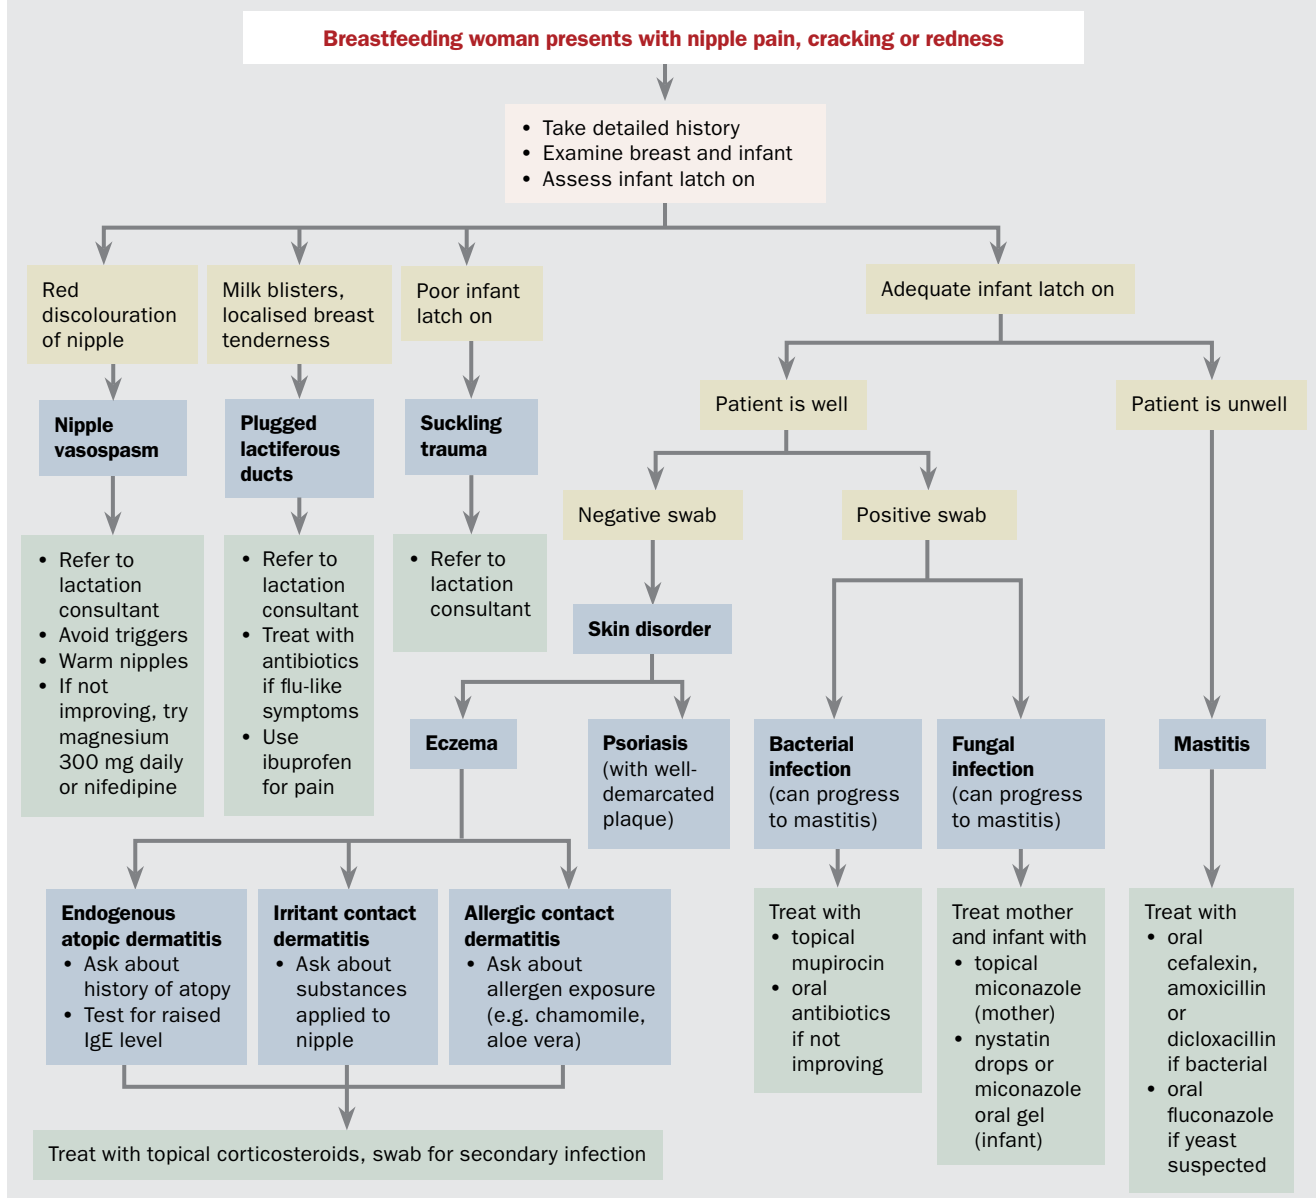 Breastfeeding woman presents with nipple pain, cracking or redness
• Take detailed history
• Examine breast and infant
• Assess infant latch on
Red
discolouration
of nipple
Milk blisters,
localised breast
tenderness
Poor infant
latch on
Adequate infant latch on
Patient is well
Patient is unwell
Nipple
vasospasm
Plugged
lactiferous
ducts
Suckling
trauma
Negative swab
Positive swab
• Refer to
lactation
consultant
• Avoid triggers
• Warm nipples
• If not
improving, try
magnesium
300 mg daily
or nifedipine
• Refer to
lactation
consultant
• Treat with
antibiotics
if flu-like
symptoms
• Use
ibuprofen
for pain
• Refer to
lactation
consultant
Skin disorder
Eczema
Psoriasis
(with well-
demarcated
plaque)
Bacterial
infection
(can progress
to mastitis)
Fungal
infection
(can progress
to mastitis)
Mastitis
Endogenous
atopic dermatitis
• Ask about
history of atopy
• Test for raised
IgE level
Irritant contact
dermatitis
• Ask about
substances
applied to
nipple
Allergic contact
dermatitis
• Ask about
allergen exposure
(e.g. chamomile,
aloe vera)
Treat with
• topical
mupirocin
• oral
antibiotics
if not
improving
Treat mother
and infant with
• topical
miconazole
(mother)
• nystatin
drops or
miconazole
oral gel
(infant)
Treat with
• oral
cefalexin,
amoxicillin
or
dicloxacillin
if bacterial
• oral
fluconazole
if yeast
suspected
Treat with topical corticosteroids, swab for secondary infection